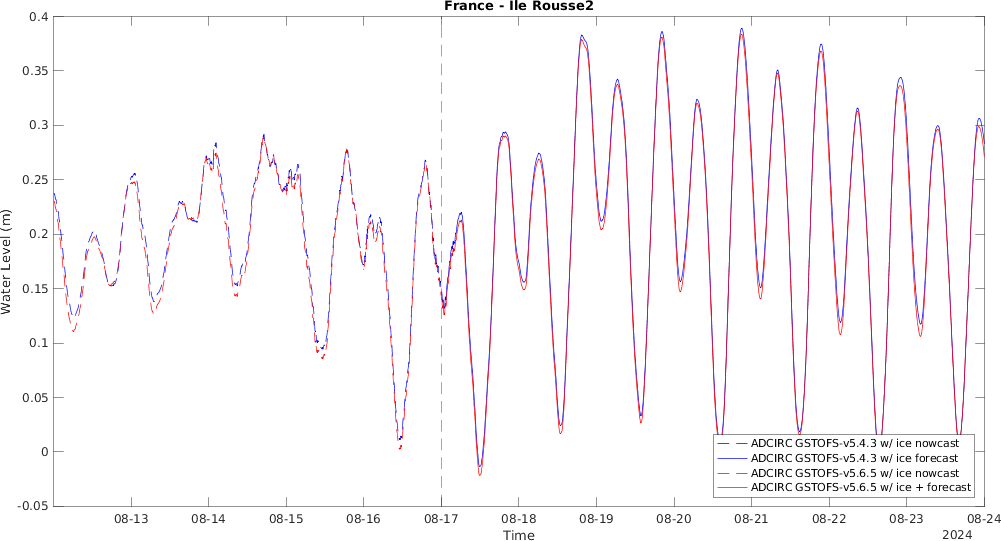 France - Ile Rousse2
0.4
0.35
0.3
0.25
0.2
0.15
0.1
0.05
0
-0.05
Water Level (m)
08-13 08-14 08-15 08-16 08-17 08-18 08-19 08-20 08-21 08-22 08-23 08-24
Time
2024
ADCIRC GSTOFS-v5.4.3 w/ ice nowcast
ADCIRC GSTOFS-v5.4.3 w/ ice forecast
ADCIRC GSTOFS-v5.6.5 w/ ice nowcast
ADCIRC GSTOFS-v5.6.5 w/ ice + forecast